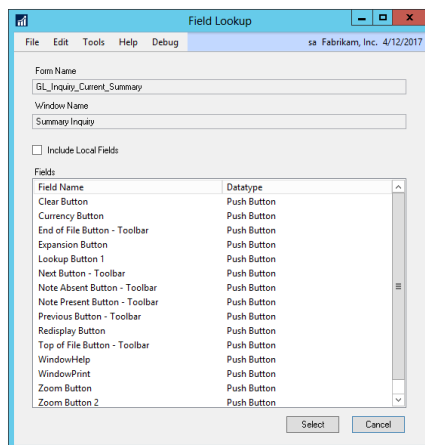 Field Lookup
File Edit Tools Help Debug sa Fabrikam, Inc. 4/12/2017
Form Name
GL_Inquiry_Current_Summary
Window Name
Summary Inquiry
Include Local Fields
Fields
Field Name Datatype
Clear Button Push Button
Currency Button Push Button
End of File Button - Toolbar Push Button
Expansion Button Push Button
Lookup Button 1 Push Button
Next Button - Toolbar Push Button
Note Absent Button - Toolbar Push Button
Note Present Button - Toolbar Push Button
Previous Button - Toolbar Push Button
Redisplay Button Push Button
Top of File Button - Toolbar Push Button
WindowHelp Push Button
WindowPrint Push Button
Zoom Button Push Button
Zoom Button 2 Push Button
Select Cancel